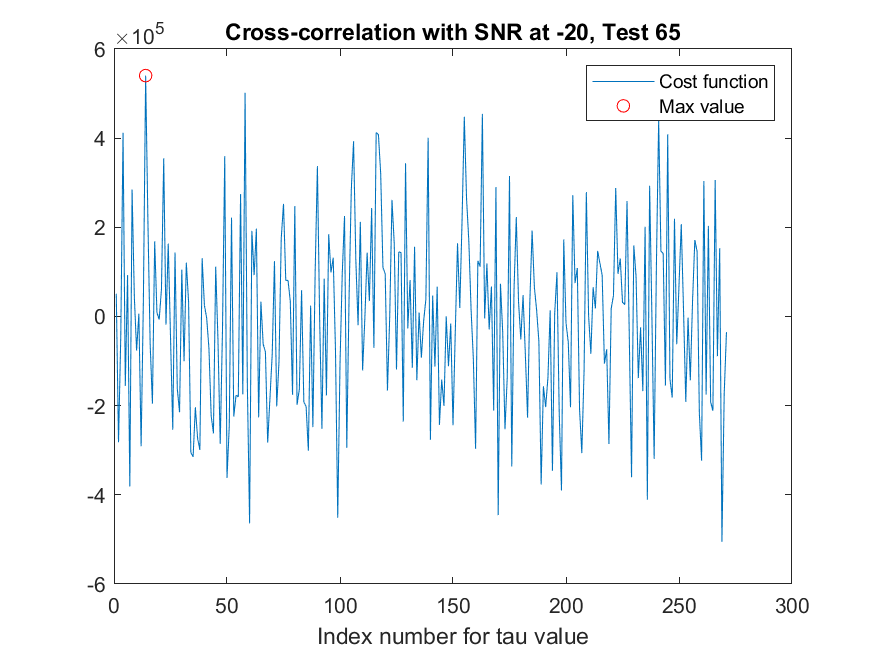 ×10^5
Cross-correlation with SNR at -20, Test 65
Cost function
Max value
6
4
2
0
-2
-4
-6
0 50 100 150 200 250 300
Index number for tau value